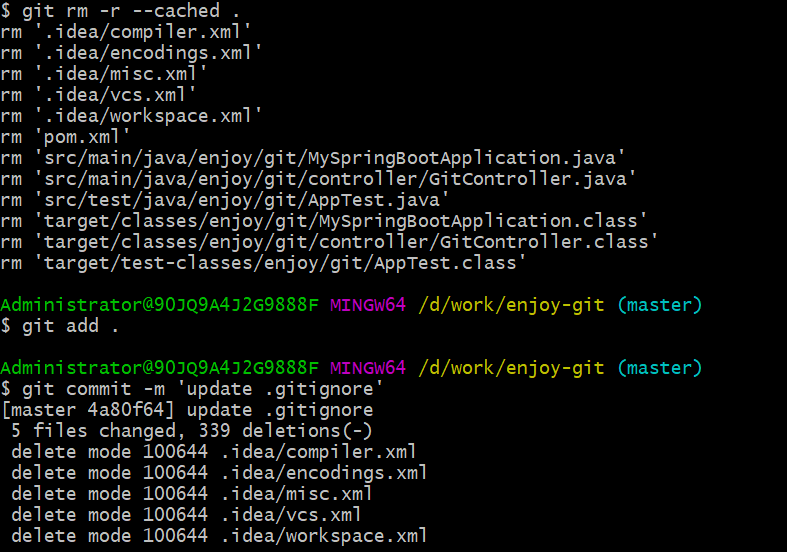 $ git rm -r --cached .
rm '.idea/compiler.xml'
rm '.idea/encodings.xml'
rm '.idea/misc.xml'
rm '.idea/vcs.xml'
rm '.idea/workspace.xml'
rm 'pom.xml'
rm 'src/main/java/enjoy/git/MySpringBootApplication.java'
rm 'src/main/java/enjoy/git/controller/GitController.java'
rm 'src/test/java/enjoy/git/AppTest.java'
rm 'target/classes/enjoy/git/MySpringBootApplication.class'
rm 'target/classes/enjoy/git/controller/GitController.class'
rm 'target/test-classes/enjoy/git/AppTest.class'
Administrator@90JQ9A4J2G9888F MINGW64 /d/work/enjoy-git (master)
$ git add .
Administrator@90JQ9A4J2G9888F MINGW64 /d/work/enjoy-git (master)
$ git commit -m 'update .gitignore'
[master 4a80f64] update .gitignore
5 files changed, 339 deletions(-)
delete mode 100644 .idea/compiler.xml
delete mode 100644 .idea/encodings.xml
delete mode 100644 .idea/misc.xml
delete mode 100644 .idea/vcs.xml
delete mode 100644 .idea/workspace.xml